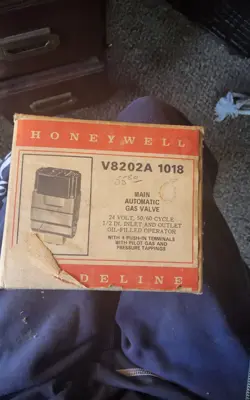 HONEYWELL
V8202A 1018
MAIN
AUTOMATIC
GAS VALVE
24 VOLT, 50/60 CYCLE
1/2 IN. INLET AND OUTLET
OIL-FILLED OPERATOR
WITH 4 PUSH-IN TERMINALS
WITH PILOT GAS AND
PRESSURE TAPPINGS
DELINE